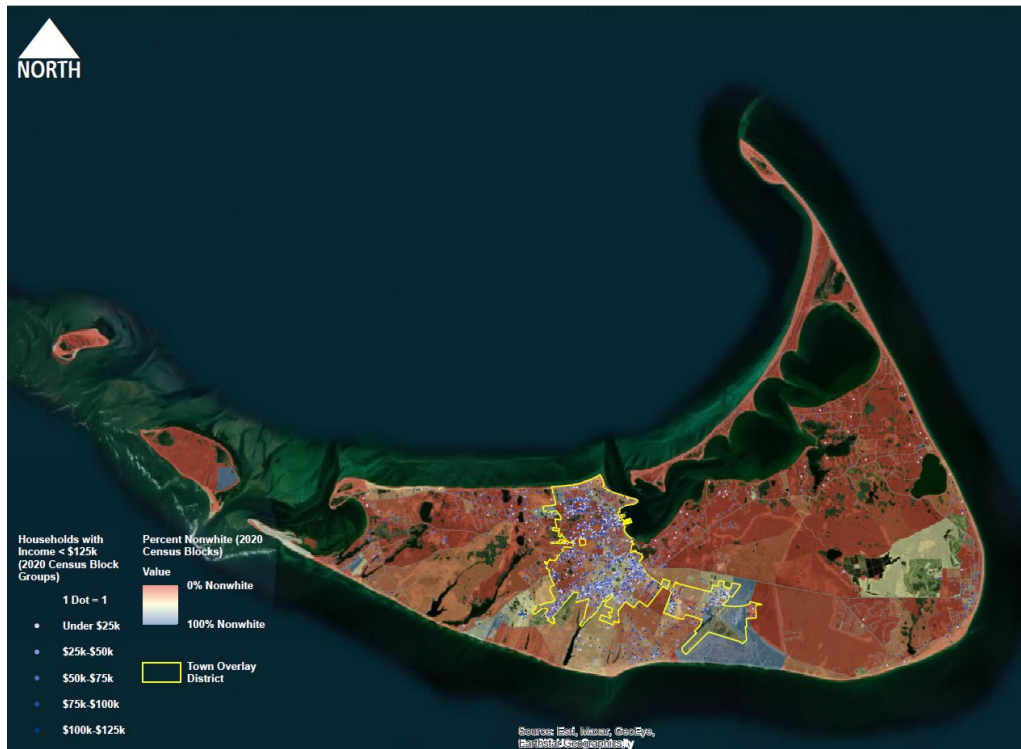 NORTH
Households with
Income < $125k
(2020 Census Block
Groups)
1 Dot = 1
Under $25k
$25k-$50k
$50k-$75k
$75k-$100k
$100k-$125k
Percent Nonwhite (2020
Census Blocks)
Value
0% Nonwhite
100% Nonwhite
Town Overlay
District
Source: Esri, Maxar, GeoEye,
Earthstar Geographics